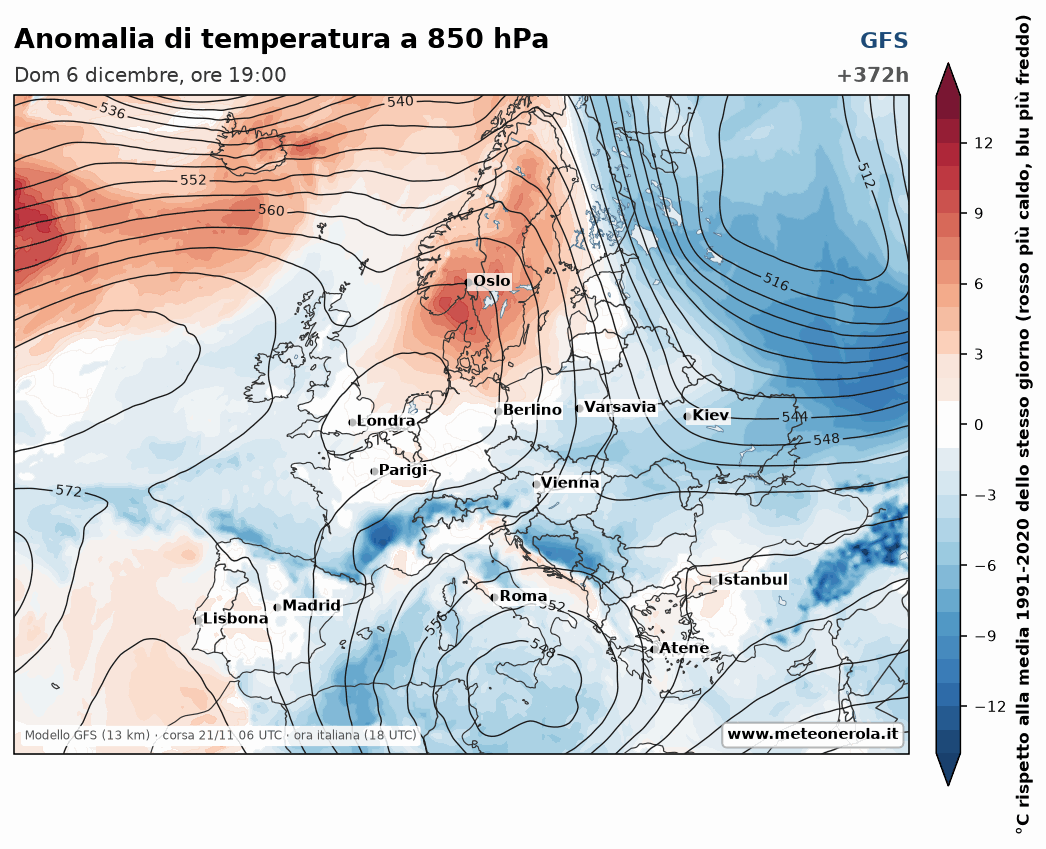 Anomalia di temperatura a 850 hPa
GFS
Dom 6 dicembre, ore 19:00
+372h
536
540
552
560
512
516
Oslo
Berlino
Varsavia
Kiev
544
548
Londra
Parigi
Vienna
572
Madrid
Lisbona
Roma
552
556
548
Istanbul
Atene
Modello GFS (13 km) · corsa 21/11 06 UTC · ora italiana (18 UTC)
www.meteonerola.it
12
9
6
3
0
−3
−6
−9
−12
°C rispetto alla media 1991-2020 dello stesso giorno (rosso più caldo, blu più freddo)